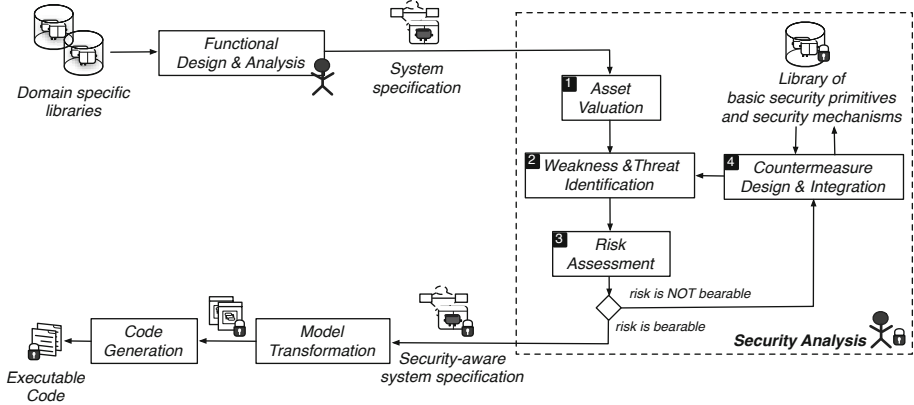 Domain specific
libraries
Functional
Design & Analysis
System
specification
1
Asset
Valuation
2
Weakness &Threat
Identification
3
Risk
Assessment
Library of
basic security primitives
and security mechanisms
4
Countermeasure
Design & Integration
risk is NOT bearable
risk is bearable
Security Analysis
Security-aware
system specification
Model
Transformation
Code
Generation
Executable
Code